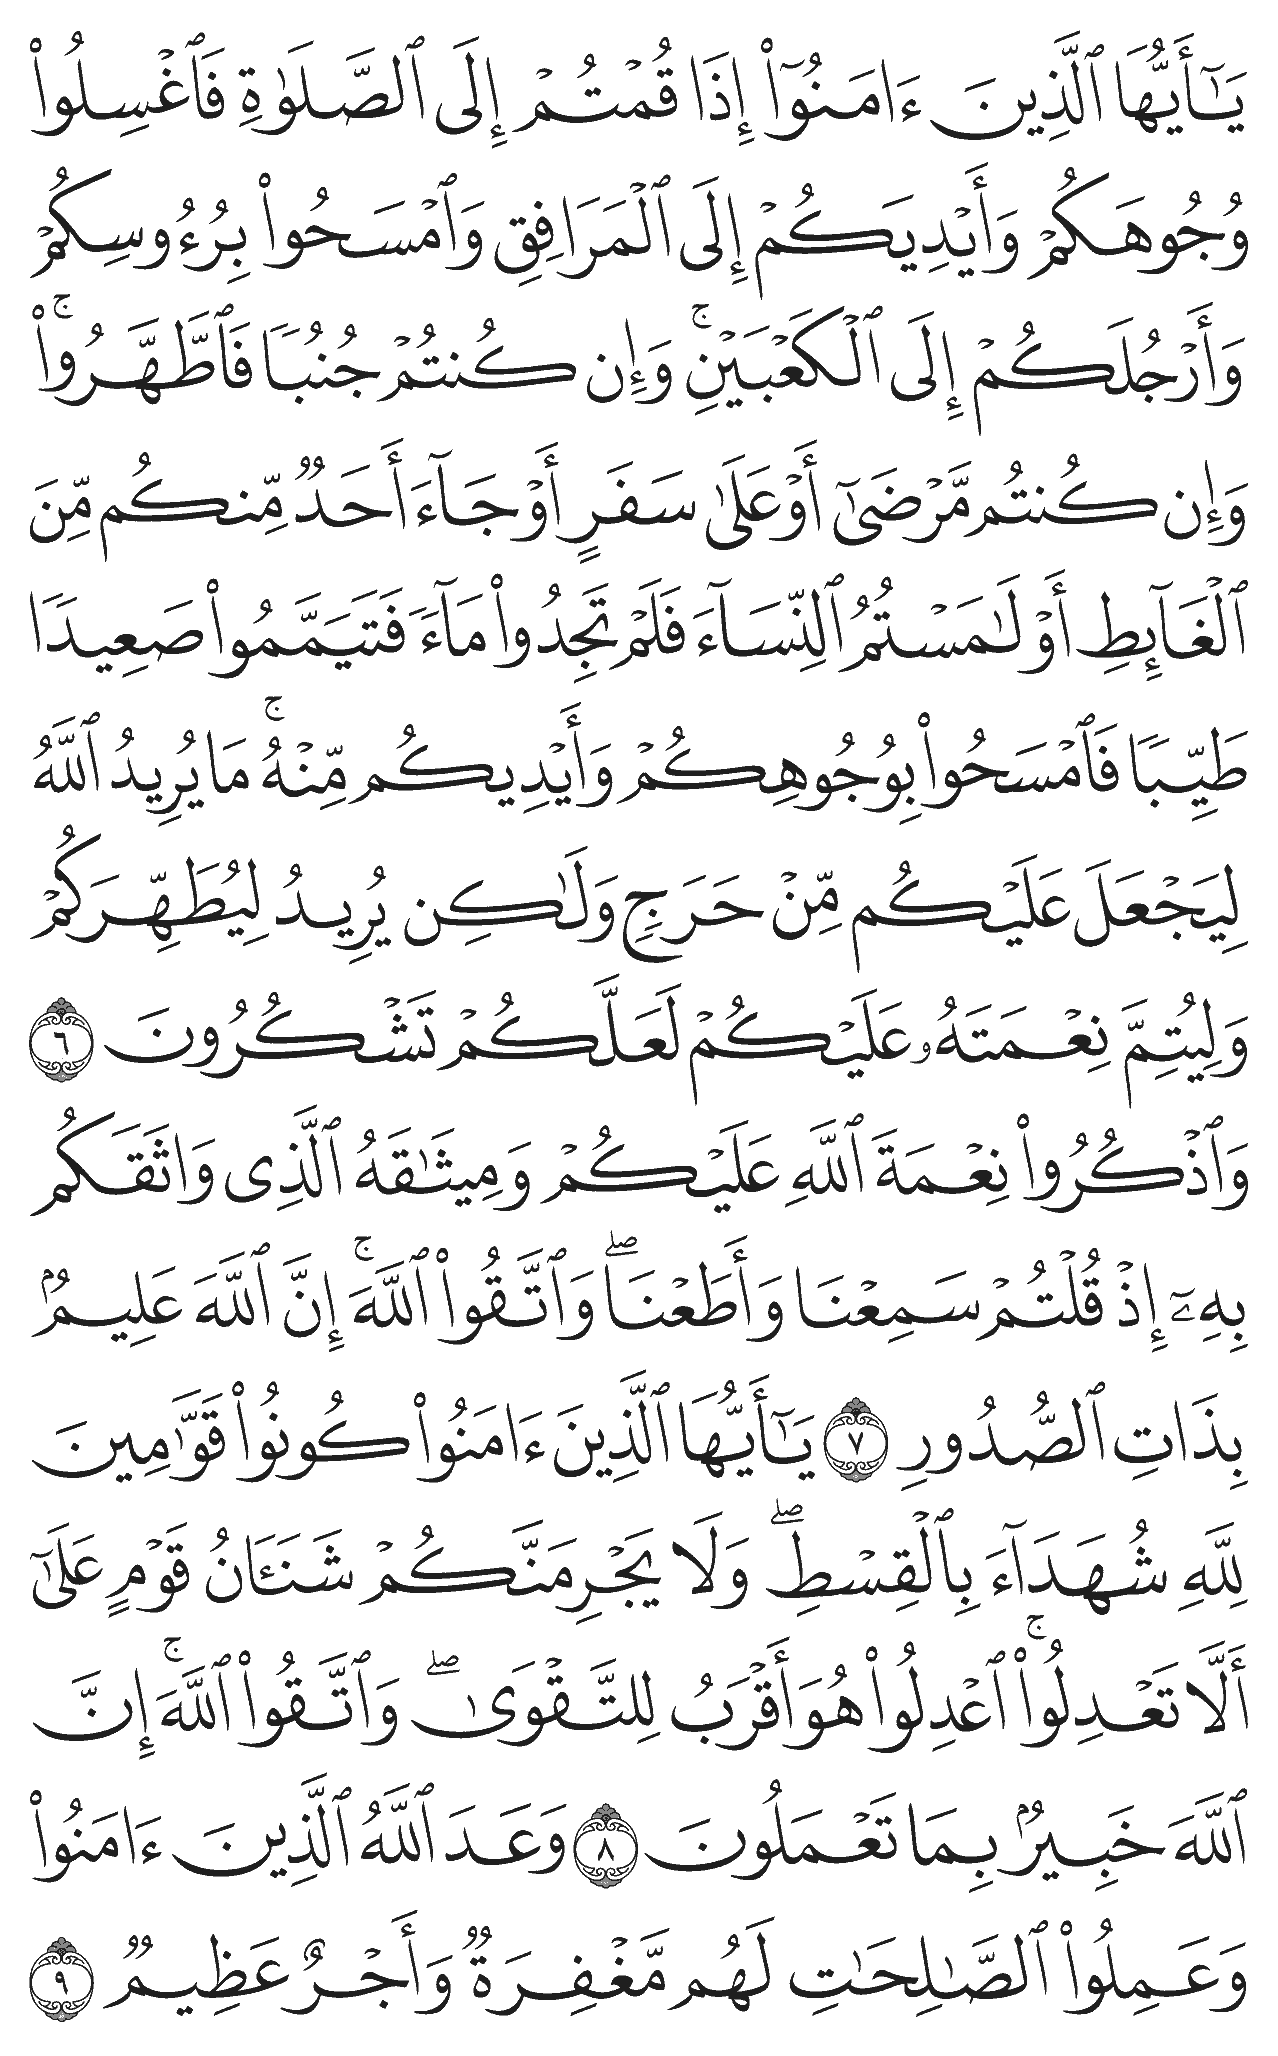 يَـٰٓأَيُّهَا ٱلَّذِينَ ءَامَنُوٓا۟ إِذَا قُمْتُمْ إِلَى ٱلصَّلَوٰةِ فَٱغْسِلُوا۟
وُجُوهَكُمْ وَأَيْدِيَكُمْ إِلَى ٱلْمَرَافِقِ وَٱمْسَحُوا۟ بِرُءُوسِكُمْ
وَأَرْجُلَكُمْ إِلَى ٱلْكَعْبَيْنِ ۚ وَإِن كُنتُمْ جُنُبًا فَٱطَّهَّرُوا۟ ۚ
وَإِن كُنتُم مَّرْضَىٰٓ أَوْ عَلَىٰ سَفَرٍ أَوْ جَآءَ أَحَدٌ مِّنكُم مِّنَ
ٱلْغَآئِطِ أَوْ لَـٰمَسْتُمُ ٱلنِّسَآءَ فَلَمْ تَجِدُوا۟ مَآءً فَتَيَمَّمُوا۟ صَعِيدًا
طَيِّبًا فَٱمْسَحُوا۟ بِوُجُوهِكُمْ وَأَيْدِيكُم مِّنْهُ ۚ مَا يُرِيدُ ٱللَّهُ
لِيَجْعَلَ عَلَيْكُم مِّنْ حَرَجٍ وَلَـٰكِن يُرِيدُ لِيُطَهِّرَكُمْ
وَلِيُتِمَّ نِعْمَتَهُۥ عَلَيْكُمْ لَعَلَّكُمْ تَشْكُرُونَ ٦
وَٱذْكُرُوا۟ نِعْمَةَ ٱللَّهِ عَلَيْكُمْ وَمِيثَـٰقَهُ ٱلَّذِى وَاثَقَكُم
بِهِۦٓ إِذْ قُلْتُمْ سَمِعْنَا وَأَطَعْنَا ۖ وَٱتَّقُوا۟ ٱللَّهَ ۚ إِنَّ ٱللَّهَ عَلِيمٌۢ
بِذَاتِ ٱلصُّدُورِ ٧ يَـٰٓأَيُّهَا ٱلَّذِينَ ءَامَنُوا۟ كُونُوا۟ قَوَّٰمِينَ
لِلَّهِ شُهَدَآءَ بِٱلْقِسْطِ ۖ وَلَا يَجْرِمَنَّكُمْ شَنَـَٔانُ قَوْمٍ عَلَىٰٓ
أَلَّا تَعْدِلُوا۟ ۚ ٱعْدِلُوا۟ هُوَ أَقْرَبُ لِلتَّقْوَىٰ ۖ وَٱتَّقُوا۟ ٱللَّهَ ۚ إِنَّ
ٱللَّهَ خَبِيرٌۢ بِمَا تَعْمَلُونَ ٨ وَعَدَ ٱللَّهُ ٱلَّذِينَ ءَامَنُوا۟
وَعَمِلُوا۟ ٱلصَّـٰلِحَـٰتِ لَهُم مَّغْفِرَةٌ وَأَجْرٌ عَظِيمٌ ٩